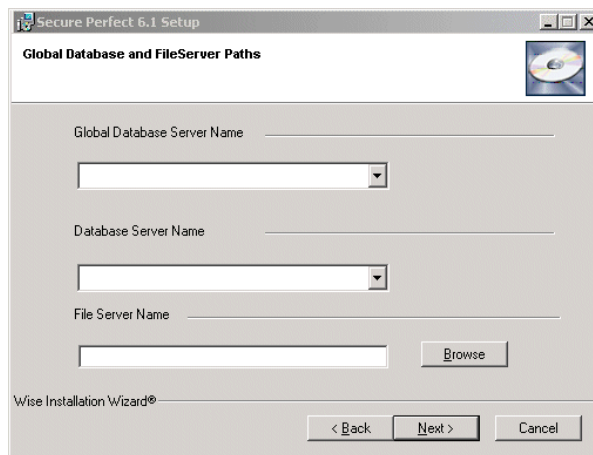 Secure Perfect 6.1 Setup
Global Database and FileServer Paths
Global Database Server Name
Database Server Name
File Server Name
Browse
Wise Installation Wizard®
< Back
Next >
Cancel